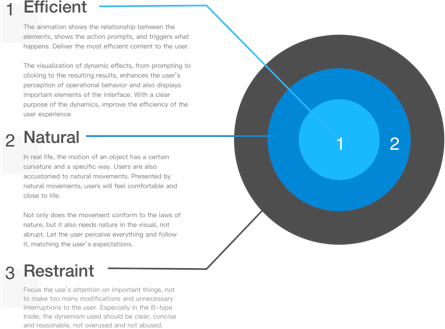 1 Efficient
The animation shows the relationship between the
elements, shows the action prompts, and triggers what
happens. Deliver the most efficient content to the user.
The visualization of dynamic effects, from prompting to
clicking to the resulting results, enhances the user's
perception of operational behavior and also displays
important elements of the interface. With a clear
purpose of the dynamics, improve the efficiency of the
user experience.
2 Natural
In real life, the motion of an object has a certain
curvature and a specific way. Users are also
accustomed to natural movements. Presented by
natural movements, users will feel comfortable and
close to life.
Not only does the movement conform to the laws of
nature, but it also needs nature in the visual, not
abrupt. Let the user perceive everything and follow
it, matching the user's expectations.
3 Restraint
Focus the use's attention on important things, not
to make too many modifications and unnecessary
interruptions to the user. Especially in the B-type
trade, the dynamism used should be clear, concise
and reasonable, not overused and not abused.
1
2